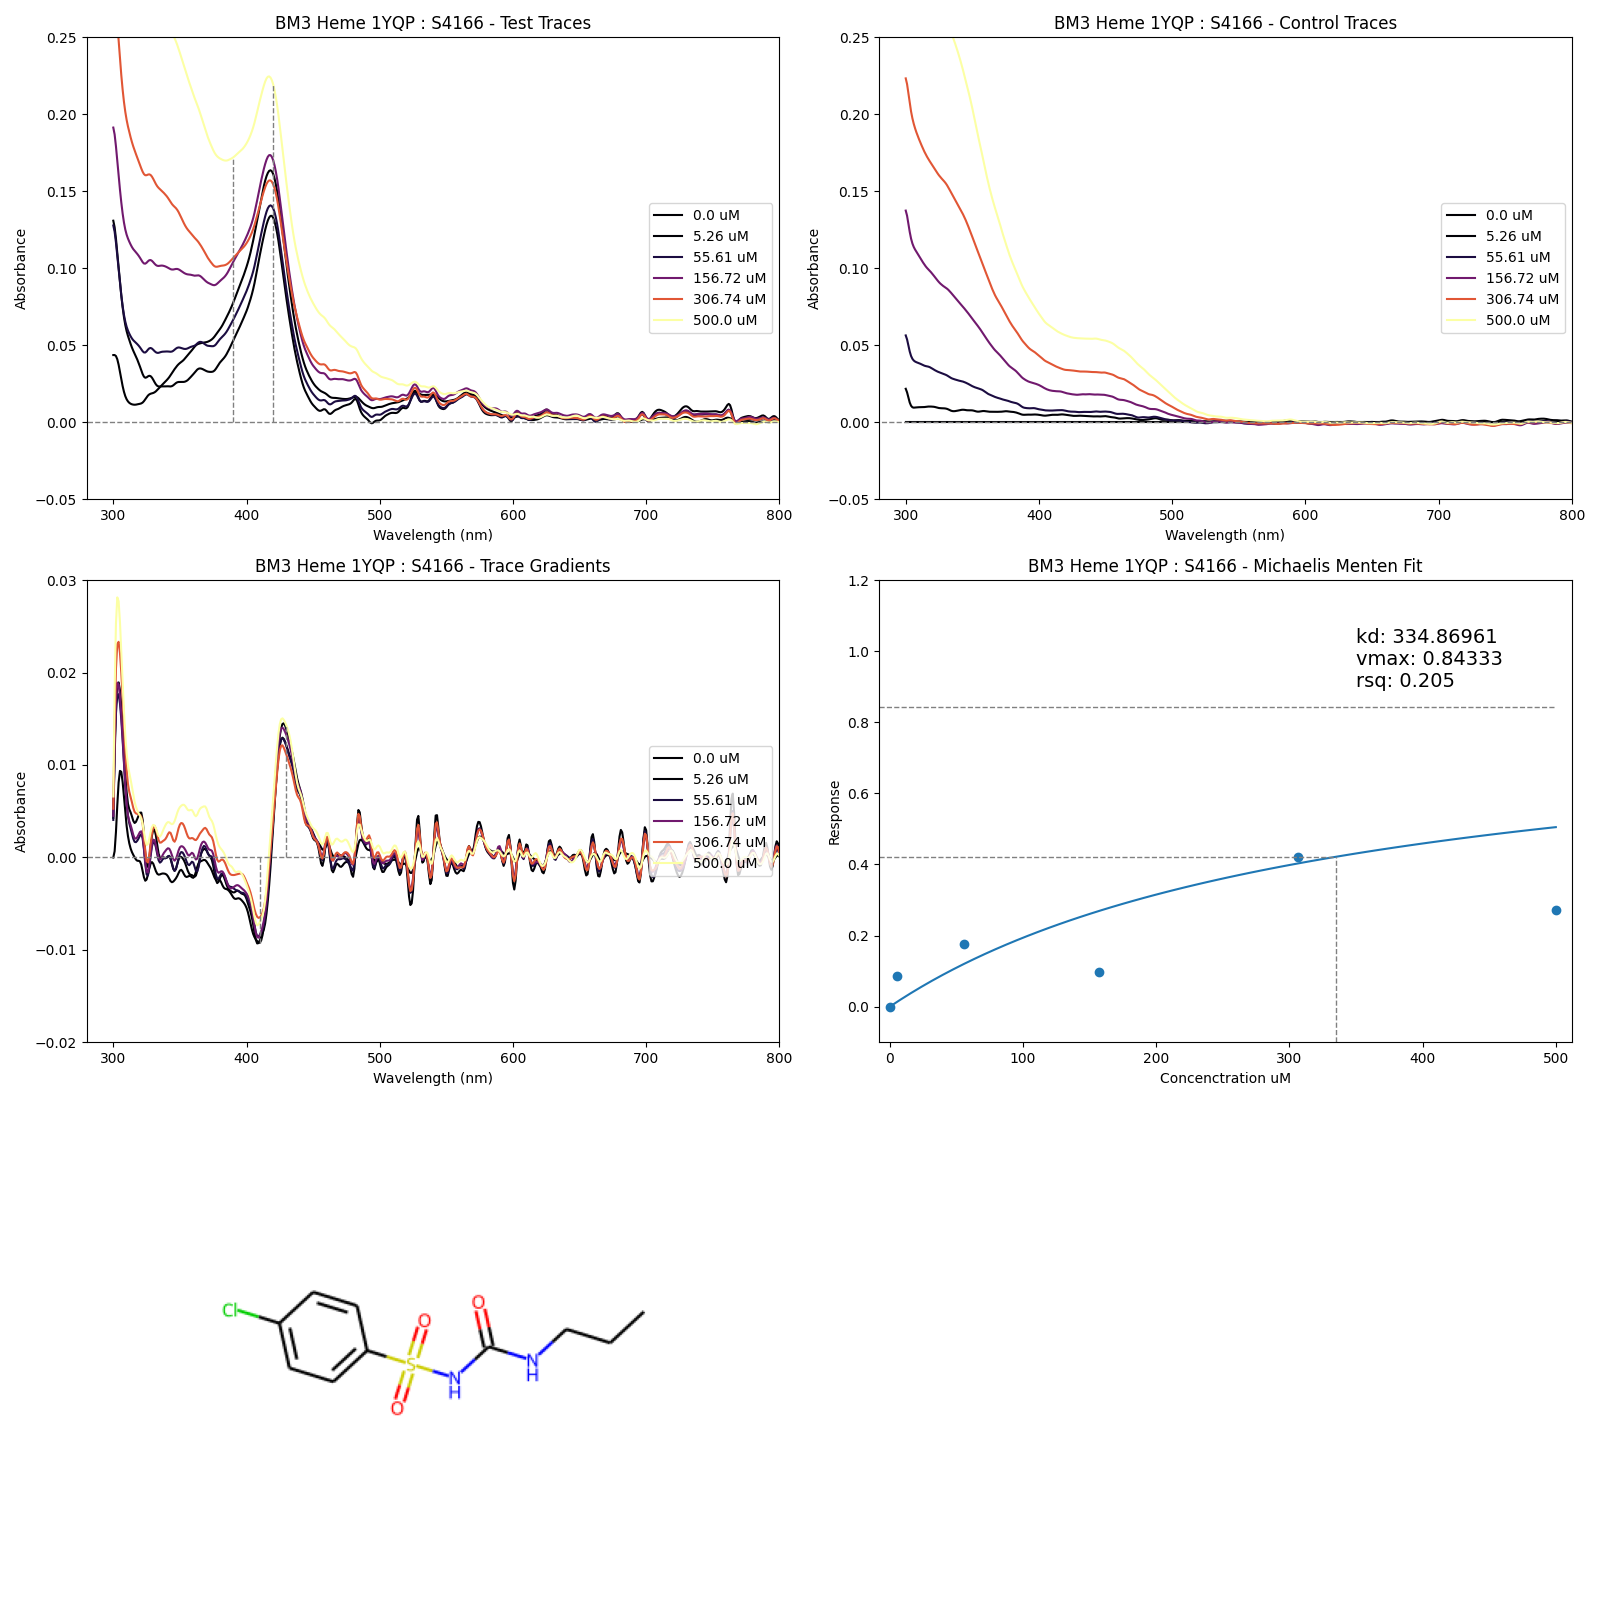 BM3 Heme 1YQP : S4166 - Test Traces
0.25
0.20
0.15
0.10
0.05
0.00
−0.05
Absorbance
300
400
500
600
700
800
Wavelength (nm)
0.0 uM
5.26 uM
55.61 uM
156.72 uM
306.74 uM
500.0 uM
BM3 Heme 1YQP : S4166 - Control Traces
0.25
0.20
0.15
0.10
0.05
0.00
−0.05
Absorbance
300
400
500
600
700
800
Wavelength (nm)
0.0 uM
5.26 uM
55.61 uM
156.72 uM
306.74 uM
500.0 uM
BM3 Heme 1YQP : S4166 - Trace Gradients
0.03
0.02
0.01
0.00
−0.01
−0.02
Absorbance
300
400
500
600
700
800
Wavelength (nm)
0.0 uM
5.26 uM
55.61 uM
156.72 uM
306.74 uM
500.0 uM
BM3 Heme 1YQP : S4166 - Michaelis Menten Fit
1.2
1.0
0.8
0.6
0.4
0.2
0.0
Response
0
100
200
300
400
500
Concenctration uM
kd: 334.86961
vmax: 0.84333
rsq: 0.205
Cl
O
S
O
N
H
O
N
H